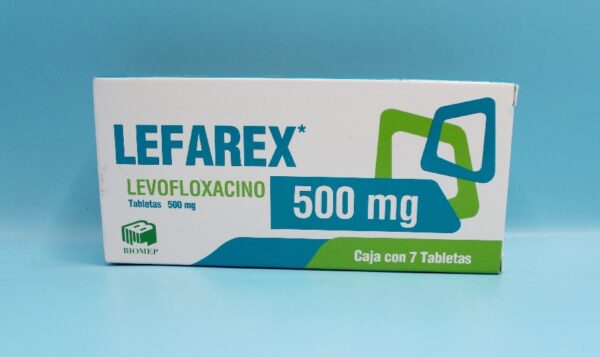 LEFAREX*
LEVOFLOXACINO
Tabletas 500 mg
500 mg
BIOMEP
Caja con 7 Tabletas